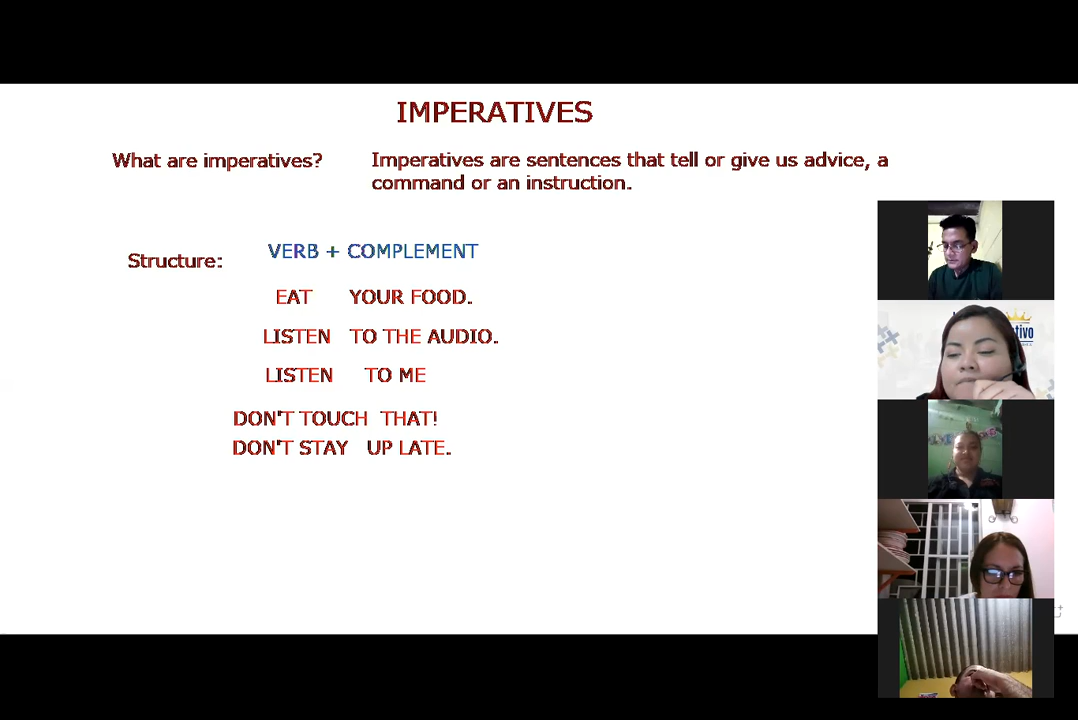 IMPERATIVES
What are imperatives?
Imperatives are sentences that tell or give us advice, a
command or an instruction.
Structure:
VERB + COMPLEMENT
EAT YOUR FOOD.
LISTEN TO THE AUDIO.
LISTEN TO ME
DON'T TOUCH THAT!
DON'T STAY UP LATE.